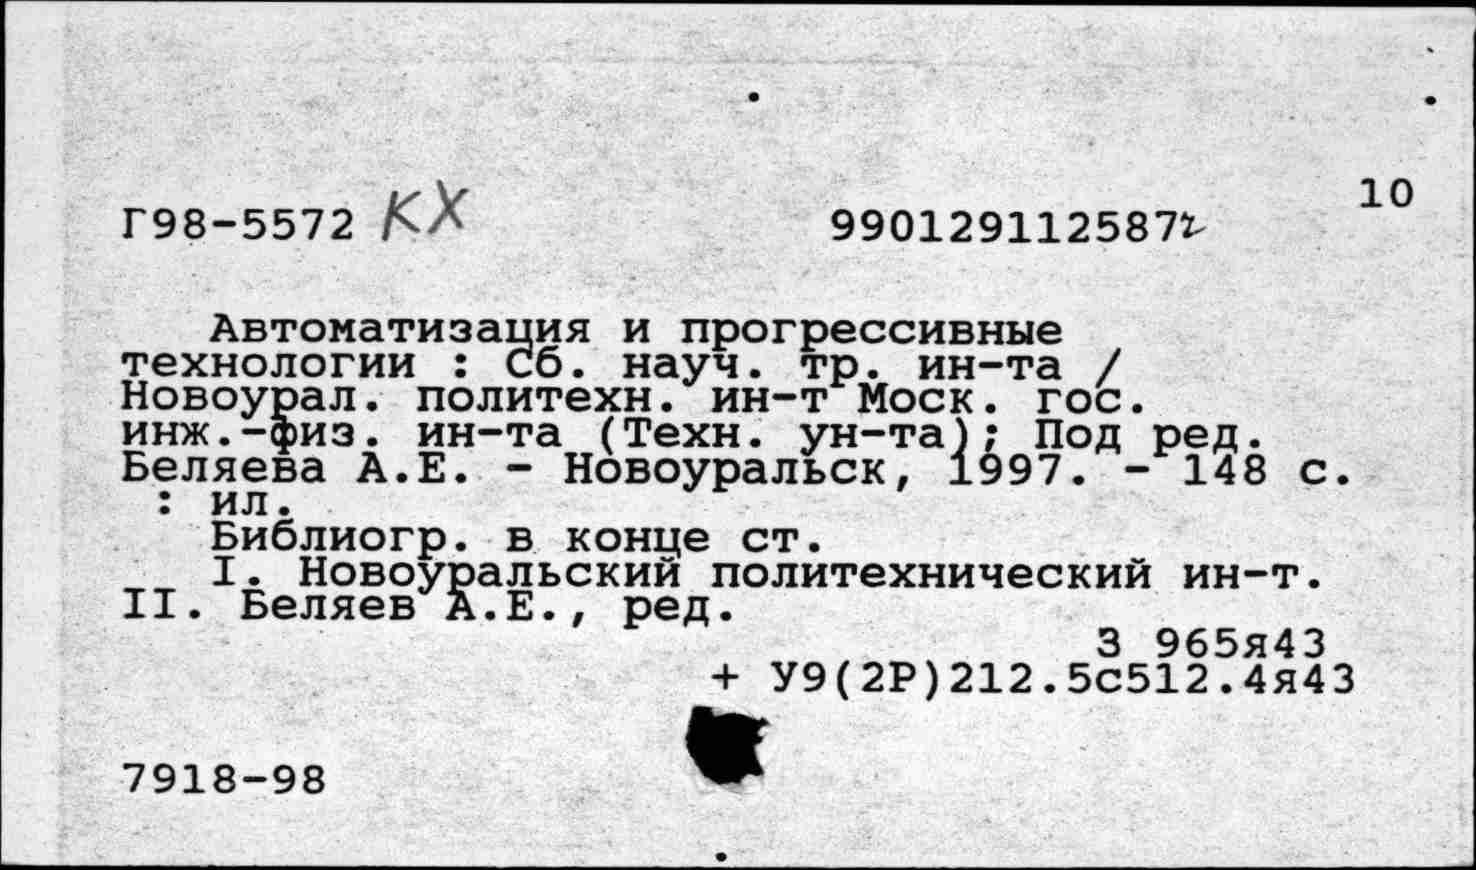 10
Г98-5572 КХ 9901291125872
Автоматизация и прогрессивные
технологии : Сб. науч. тр. ин-та /
Новоурал. политехн. ин-т Моск. гос.
инж.-физ. ин-та (Техн. ун-та); Под ред.
Беляева А.Е. - Новоуральск, 1997. - 148 с.
: ил.
Библиогр. в конце ст.
I. Новоуральский политехнический ин-т.
II. Беляев А.Е., ред.
З 965я43
+ У9(2Р)212.5с512.4я43
7918-98